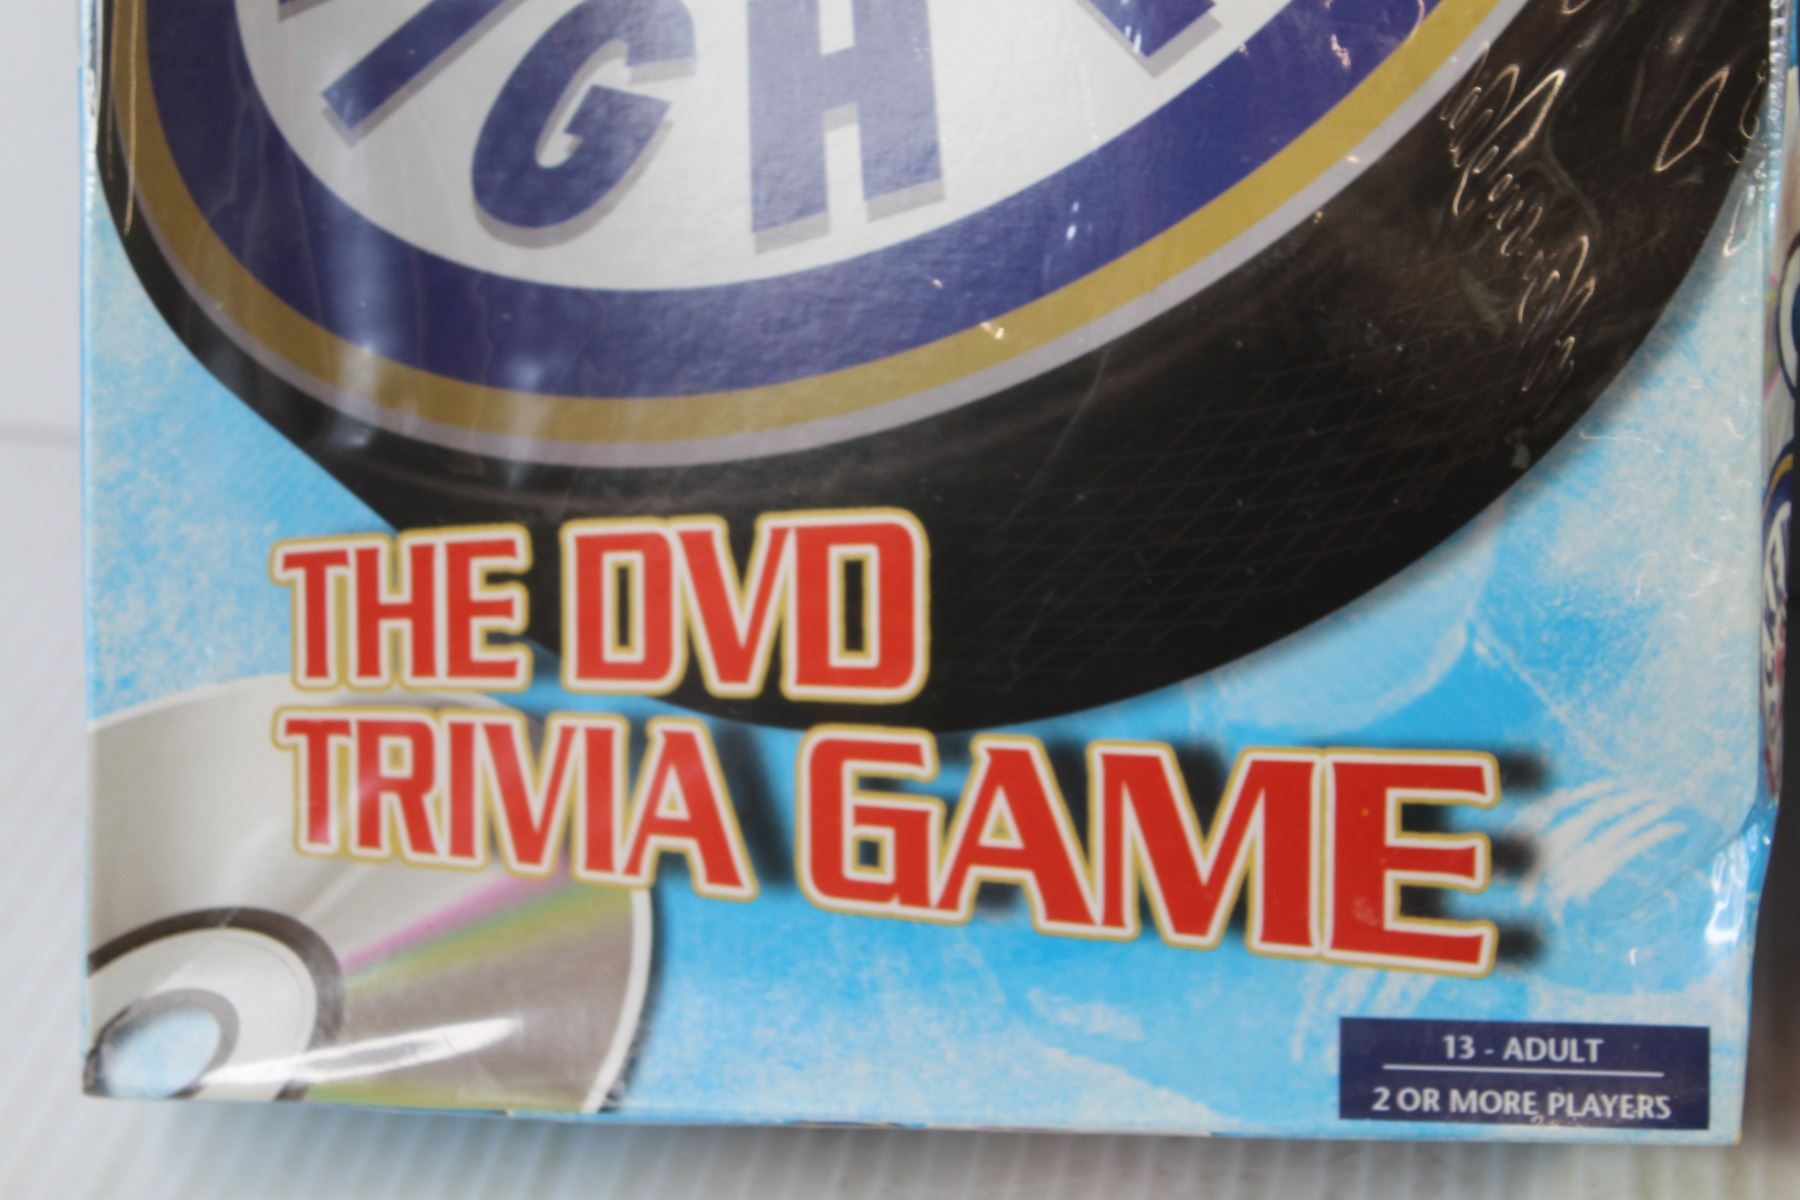 IGH
THE DVD
TRIVIA GAME
13 - ADULT
2 OR MORE PLAYERS